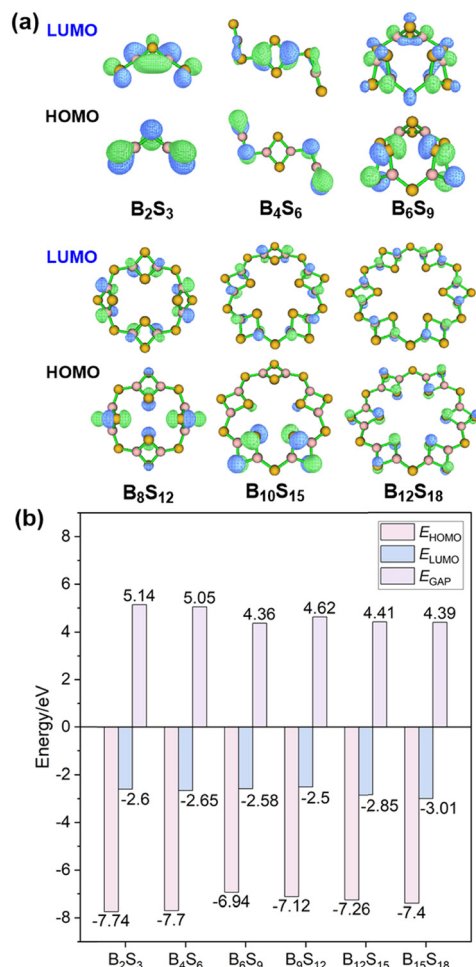 (a)
LUMO
HOMO
B₂S₃ B₄S₆ B₆S₉
LUMO
HOMO
B₈S₁₂ B₁₀S₁₅ B₁₂S₁₈
(b)
E_HOMO
E_LUMO
E_GAP
Energy/eV
8
6
4
2
0
-2
-4
-6
-8
5.14 5.05 4.36 4.62 4.41 4.39
-2.6 -2.65 -2.58 -2.5 -2.85 -3.01
-7.74 -7.7 -6.94 -7.12 -7.26 -7.4
B₂S₃ B₄S₆ B₆S₉ B₉S₁₂ B₁₂S₁₅ B₁₅S₁₈